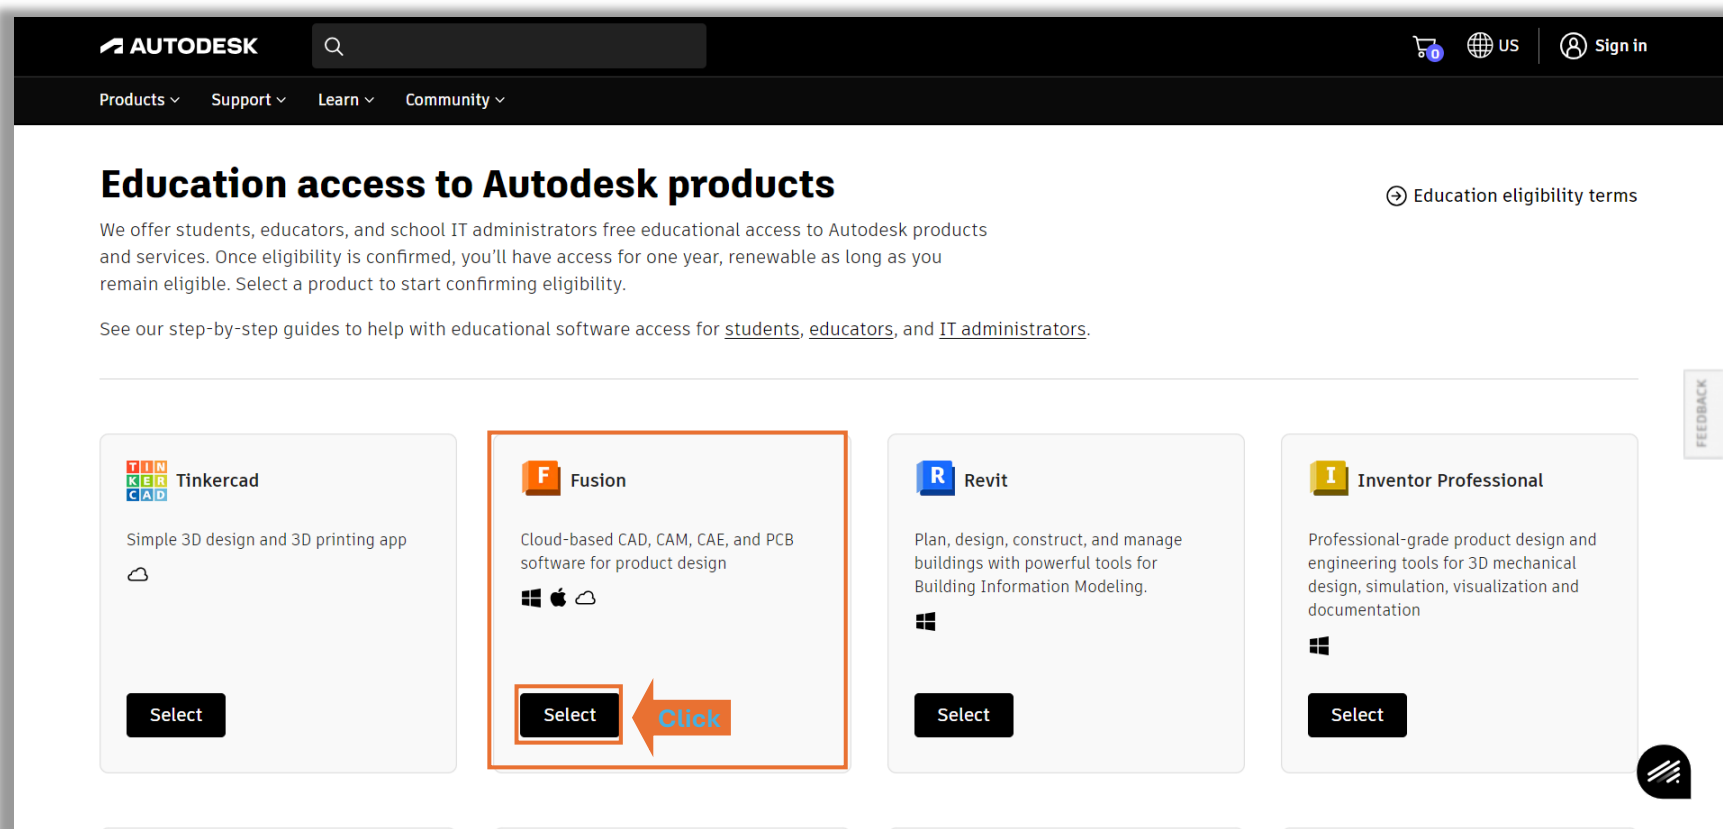 AUTODESK
0
US
Sign in
Products
Support
Learn
Community
Education access to Autodesk products
Education eligibility terms
We offer students, educators, and school IT administrators free educational access to Autodesk products
and services. Once eligibility is confirmed, you'll have access for one year, renewable as long as you
remain eligible. Select a product to start confirming eligibility.
See our step-by-step guides to help with educational software access for students, educators, and IT administrators.
FEEDBACK
TIN
KER
CAD
Tinkercad
Simple 3D design and 3D printing app
Select
F
Fusion
Cloud-based CAD, CAM, CAE, and PCB
software for product design
Select
Click
R
Revit
Plan, design, construct, and manage
buildings with powerful tools for
Building Information Modeling.
Select
I
Inventor Professional
Professional-grade product design and
engineering tools for 3D mechanical
design, simulation, visualization and
documentation
Select